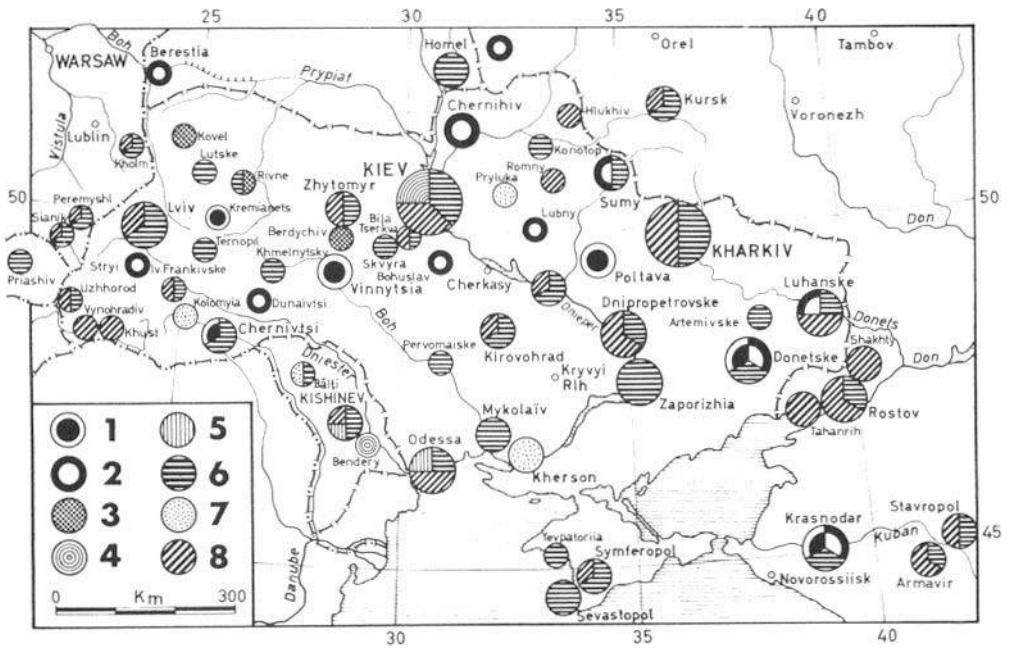 25
30
35
40
Boh
WARSAW
Berestia
Homel
Orel
Tambov
Prypiat
Chernihiv
Hlukhiv
Kursk
Voronezh
Vistula
Lublin
Kholm
Kovel
Lutske
Rivne
KIEV
Konotop
Romny
Pryluka
Sumy
50
50
Peremyshl
Sianik
Lviv
Kremianets
Zhytomyr
Berdychiv
Bila
Tserkva
Lubny
Don
KHARKIV
Ternopil
Khmelnytsky
Skvyra
Bohuslav
Priashiv
Stryi
Iv.Frankivske
Vinnytsia
Cherkasy
Poltava
Uzhhorod
Vynohradiv
Khust
Kolomyia
Dunaivtsi
Dnieper
Luhanske
Chernivtsi
Boh
Dnipropetrovske
Artemivske
Donets
Kirovohrad
Shakhty
Pervomaiske
Donetske
Don
Dniester
Bălți
KISHINEV
Kryvyi
Rih
Zaporizhia
Rostov
Tahanrih
Mykolaïv
Odessa
Bendery
Kherson
1
5
2
6
3
7
4
8
0 Km 300
Danube
Stavropol
Krasnodar
Kuban
45
Yevpatoriia
Symferopol
Novorossiisk
Armavir
Sevastopol
30
35
40